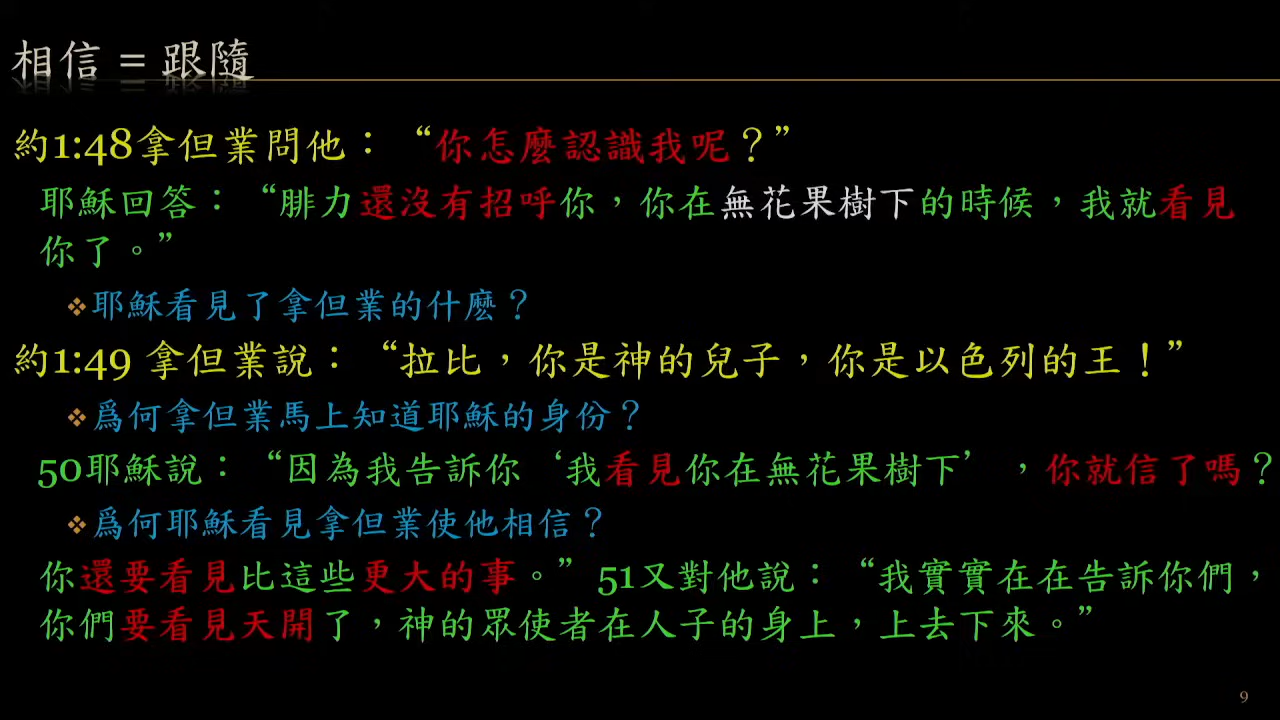 相信 = 跟隨
約1:48拿但業問他：“你怎麼認識我呢？”
耶穌回答：“腓力還沒有招呼你，你在無花果樹下的時候，我就看見
你了。”
❖耶穌看見了拿但業的什麼？
約1:49 拿但業說：“拉比，你是神的兒子，你是以色列的王！”
❖爲何拿但業馬上知道耶穌的身份？
50耶穌說：“因為我告訴你‘我看見你在無花果樹下’，你就信了嗎？
❖爲何耶穌看見拿但業使他相信？
你還要看見比這些更大的事。”51又對他說：“我實實在在告訴你們，
你們要看見天開了，神的眾使者在人子的身上，上去下來。”
9